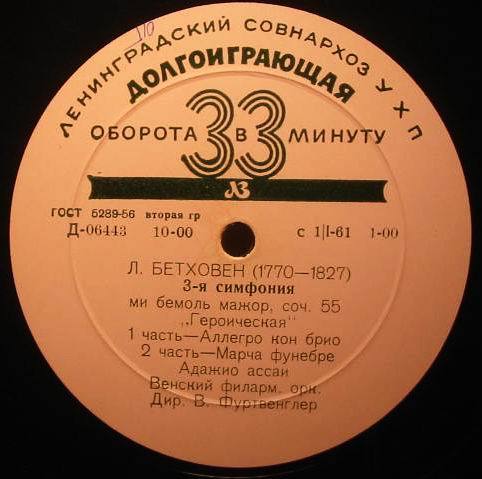 ЛЕНИНГРАДСКИЙ СОВНАРХОЗ УХП
ДОЛГОИГРАЮЩАЯ
ОБОРОТА 33 В МИНУТУ
ЛЗ
ГОСТ 5289-56 вторая гр
Д-06443 10-00 с 1|I-61 1-00
Л. БЕТХОВЕН (1770—1827)
3-я симфония
ми бемоль мажор, соч. 55
„Героическая"
1 часть—Аллегро кон брио
2 часть—Марча фунебре
Адажио ассаи
Венский филарм. орк.
Дир. В. Фуртвенглер